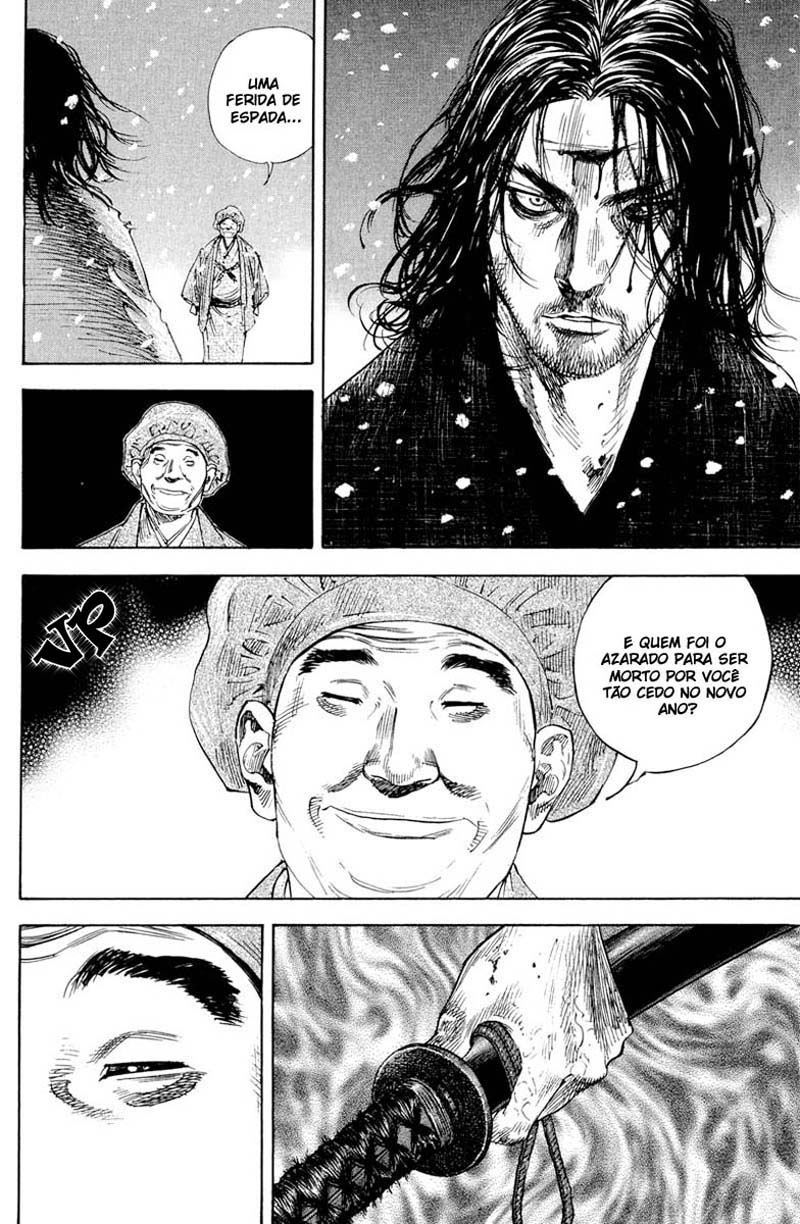 UMA
FERIDA DE
ESPADA...
VP
E QUEM FOI O
AZARADO PARA SER
MORTO POR VOCÊ
TÃO CEDO NO NOVO
ANO?